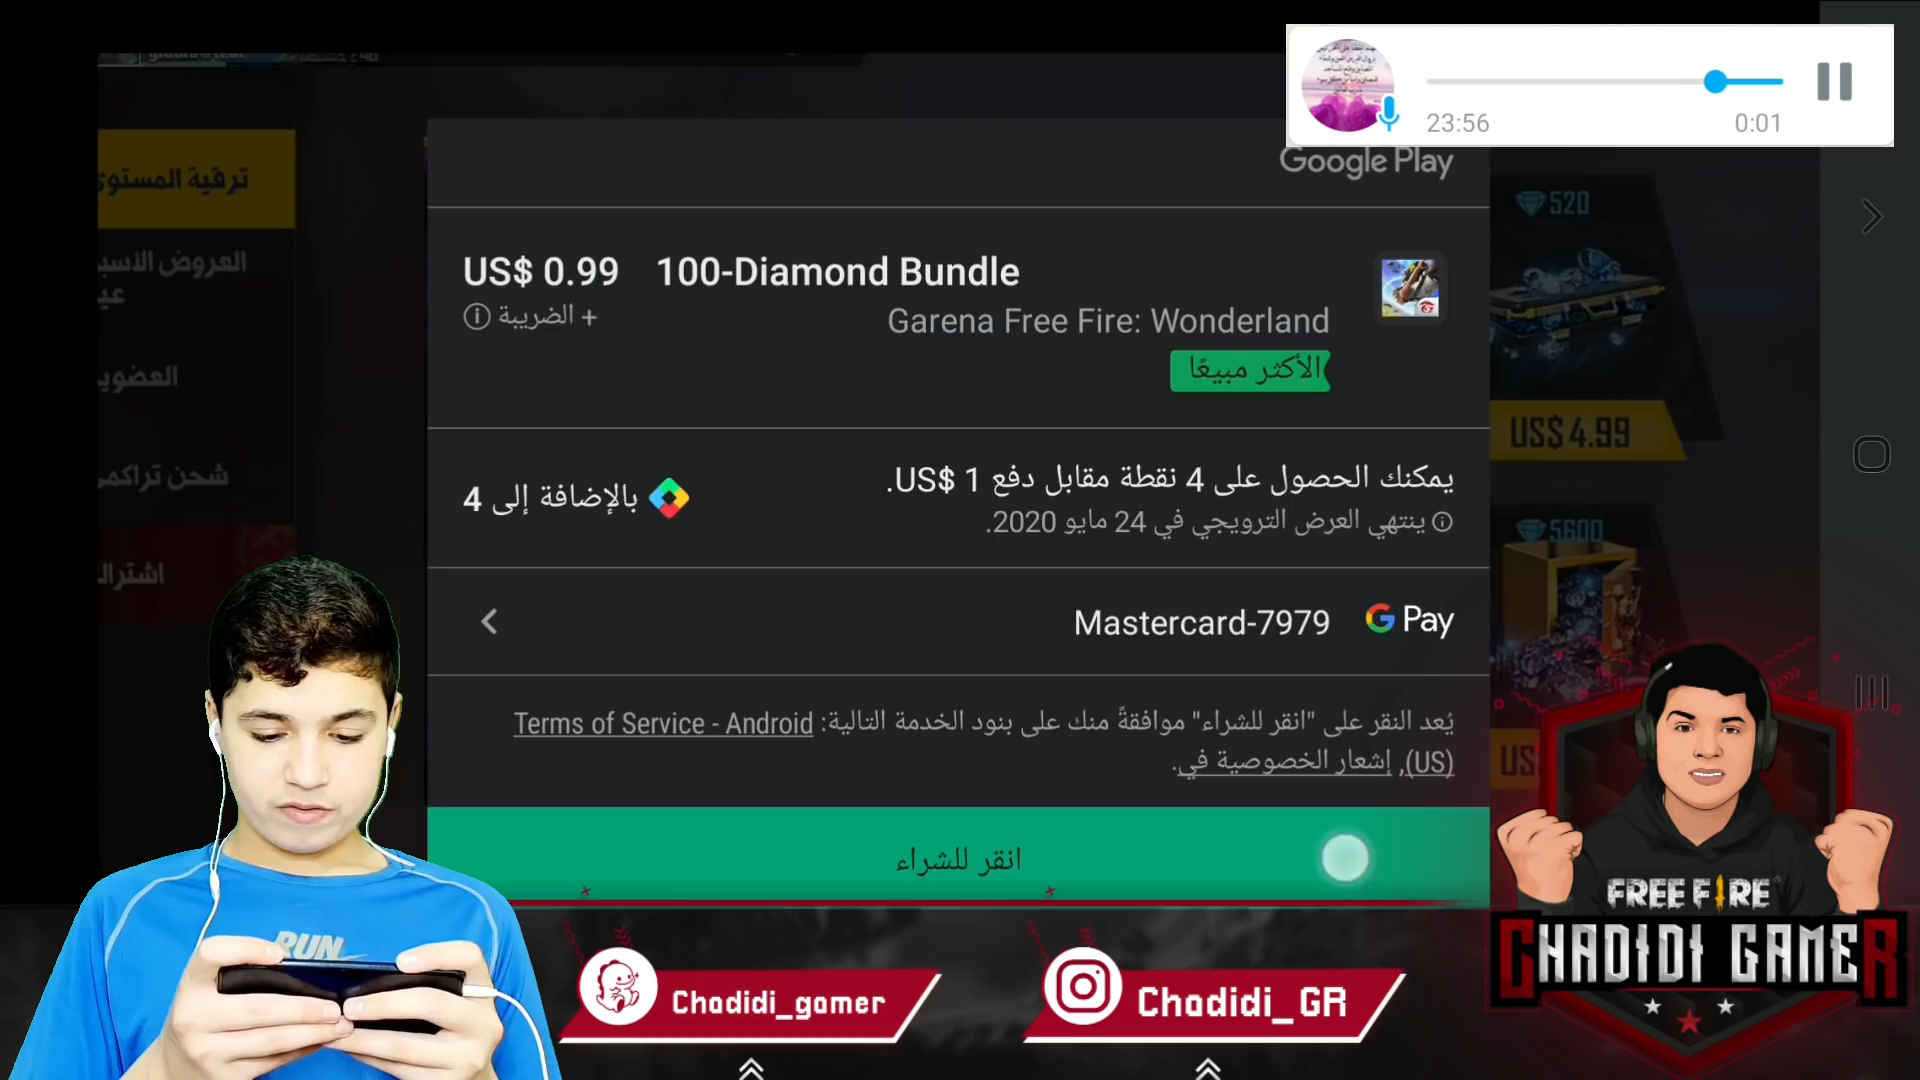 23:56
0:01
Google Play
ترقية المستوى
520
US$ 0.99
100-Diamond Bundle
+ الضريبة
Garena Free Fire: Wonderland
الأكثر مبيعًا
العروض
US$ 4.99
شحن
يمكنك الحصول على 4 نقطة مقابل دفع 1 US$.
بالإضافة إلى 4
ينتهي العرض الترويجي في 24 مايو 2020.
5600
Mastercard-7979
G Pay
يُعد النقر على "انقر للشراء" موافقةً منك على بنود الخدمة التالية: Terms of Service - Android
(US), إشعار الخصوصية في.
US
انقر للشراء
RUN
FREE FIRE
CHADIDI GAMER
Chadidi_gamer
Chadidi_GR